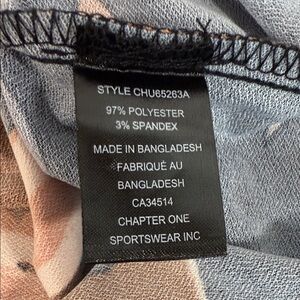 STYLE CHU65263A
97% POLYESTER
3% SPANDEX
MADE IN BANGLADESH
FABRIQUÉ AU
BANGLADESH
CA34514
CHAPTER ONE
SPORTSWEAR INC